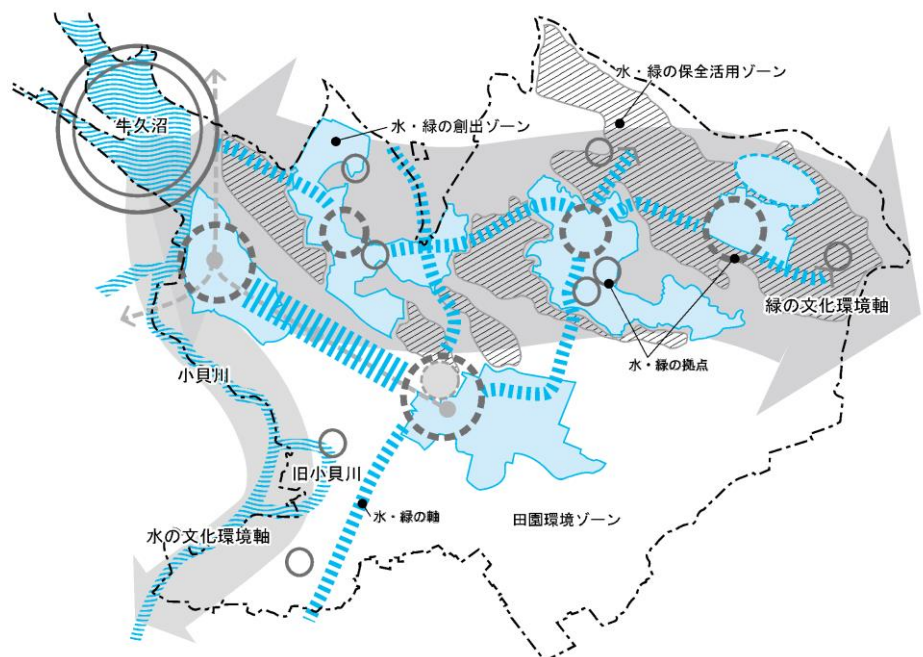 水・緑の保全活用ゾーン
牛久沼
水・緑の創出ゾーン
緑の文化環境軸
水・緑の拠点
小貝川
旧小貝川
水・緑の軸
田園環境ゾーン
水の文化環境軸